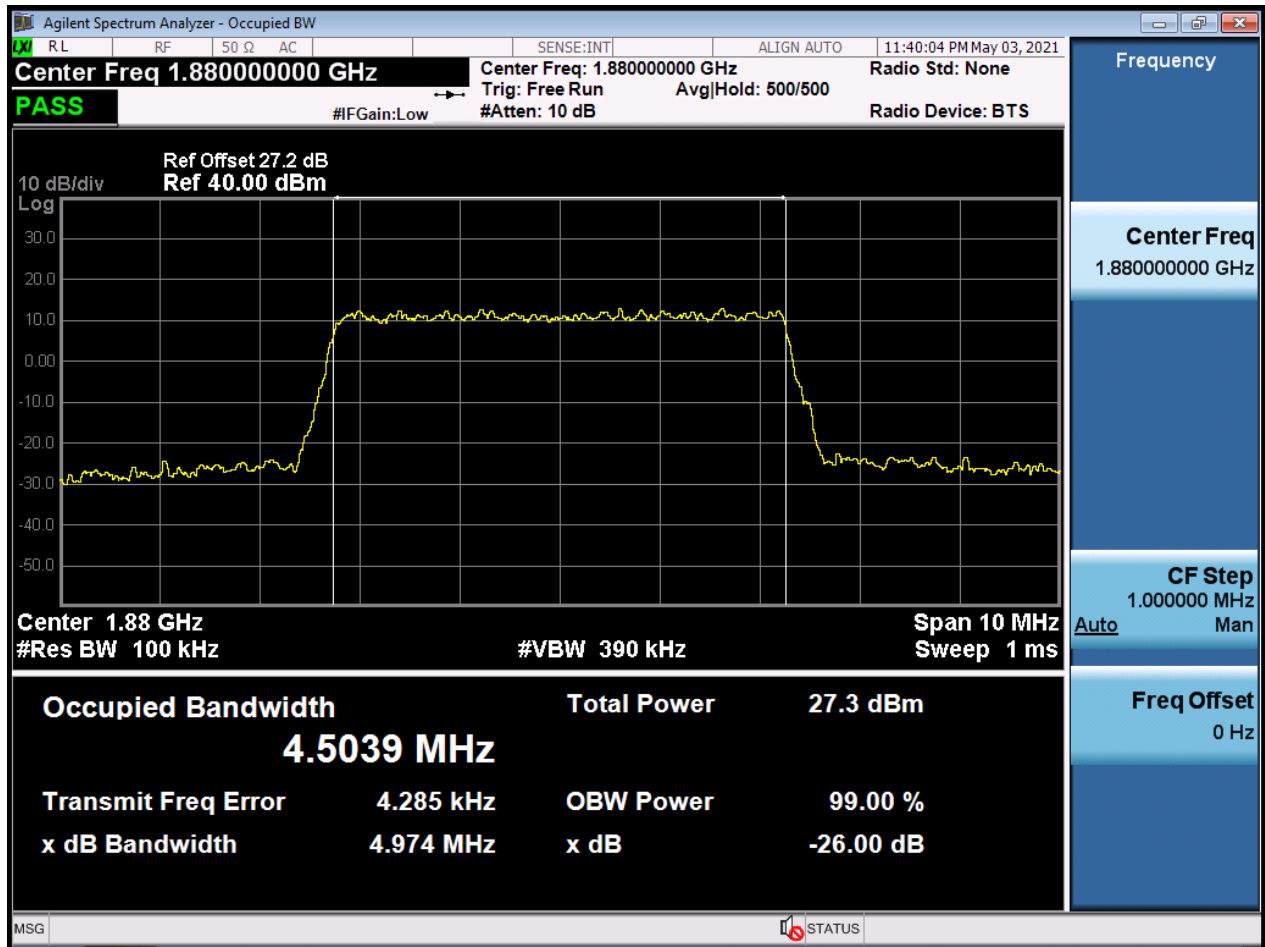 Agilent Spectrum Analyzer - Occupied BW
LXI RL RF 50 Ω AC SENSE:INT ALIGN AUTO 11:40:04 PM May 03, 2021
Center Freq 1.880000000 GHz
PASS
#IFGain:Low
Center Freq: 1.880000000 GHz
Trig: Free Run Avg|Hold: 500/500
#Atten: 10 dB
Radio Std: None
Radio Device: BTS
Ref Offset 27.2 dB
10 dB/div Ref 40.00 dBm
Log
30.0
20.0
10.0
0.00
-10.0
-20.0
-30.0
-40.0
-50.0
Center 1.88 GHz Span 10 MHz
#Res BW 100 kHz #VBW 390 kHz Sweep 1 ms
Occupied Bandwidth Total Power 27.3 dBm
4.5039 MHz
Transmit Freq Error 4.285 kHz OBW Power 99.00 %
x dB Bandwidth 4.974 MHz x dB -26.00 dB
Frequency
Center Freq
1.880000000 GHz
CF Step
1.000000 MHz
Auto Man
Freq Offset
0 Hz
MSG STATUS